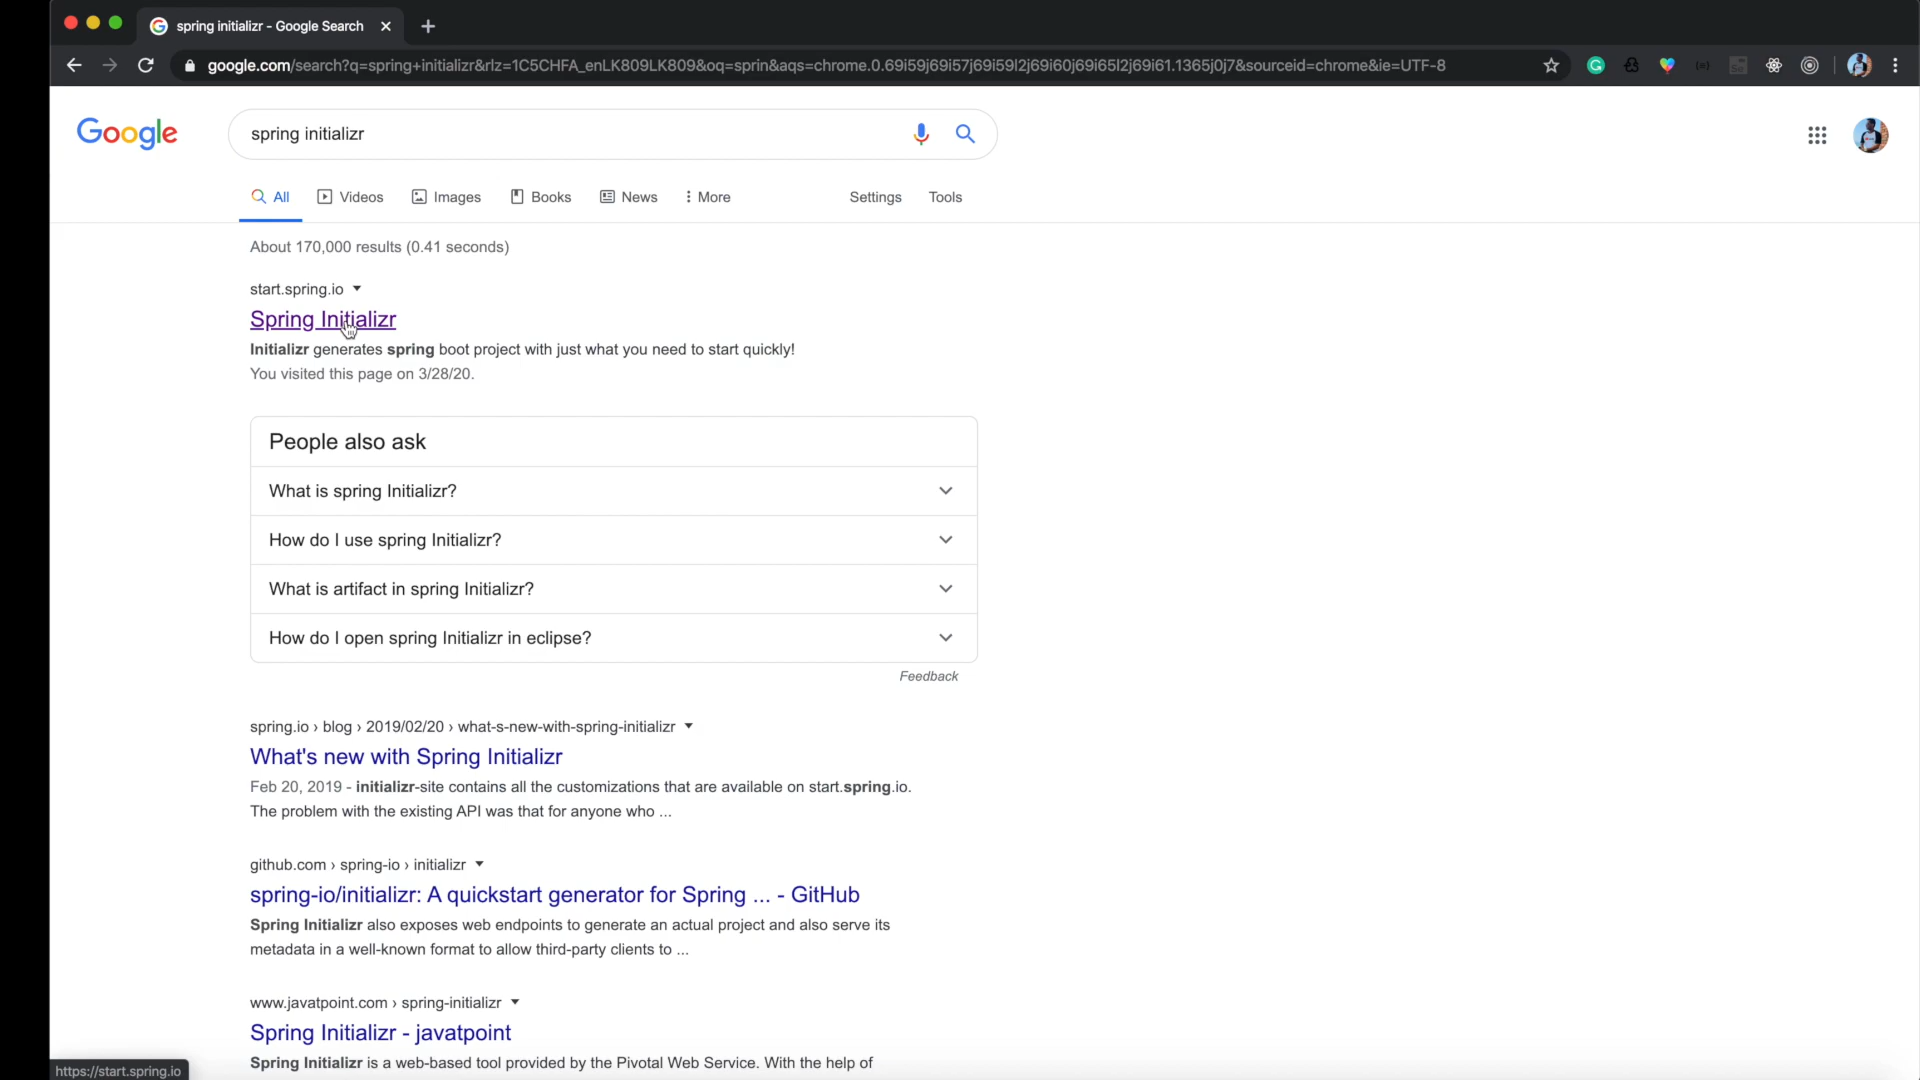 spring initializr - Google Search
google.com/search?q=spring+initializr&rlz=1C5CHFA_enLK809LK809&oq=sprin&aqs=chrome.0.69i59j69i57j69i59l2j69i60j69i65l2j69i61.1365j0j7&sourceid=chrome&ie=UTF-8
Google
spring initializr
All Videos Images Books News More Settings Tools
About 170,000 results (0.41 seconds)
start.spring.io
Spring Initializr
Initializr generates spring boot project with just what you need to start quickly!
You visited this page on 3/28/20.
People also ask
What is spring Initializr?
How do I use spring Initializr?
What is artifact in spring Initializr?
How do I open spring Initializr in eclipse?
Feedback
spring.io › blog › 2019/02/20 › what-s-new-with-spring-initializr
What's new with Spring Initializr
Feb 20, 2019 - initializr-site contains all the customizations that are available on start.spring.io.
The problem with the existing API was that for anyone who ...
github.com › spring-io › initializr
spring-io/initializr: A quickstart generator for Spring ... - GitHub
Spring Initializr also exposes web endpoints to generate an actual project and also serve its
metadata in a well-known format to allow third-party clients to ...
www.javatpoint.com › spring-initializr
Spring Initializr - javatpoint
Spring Initializr is a web-based tool provided by the Pivotal Web Service. With the help of
https://start.spring.io